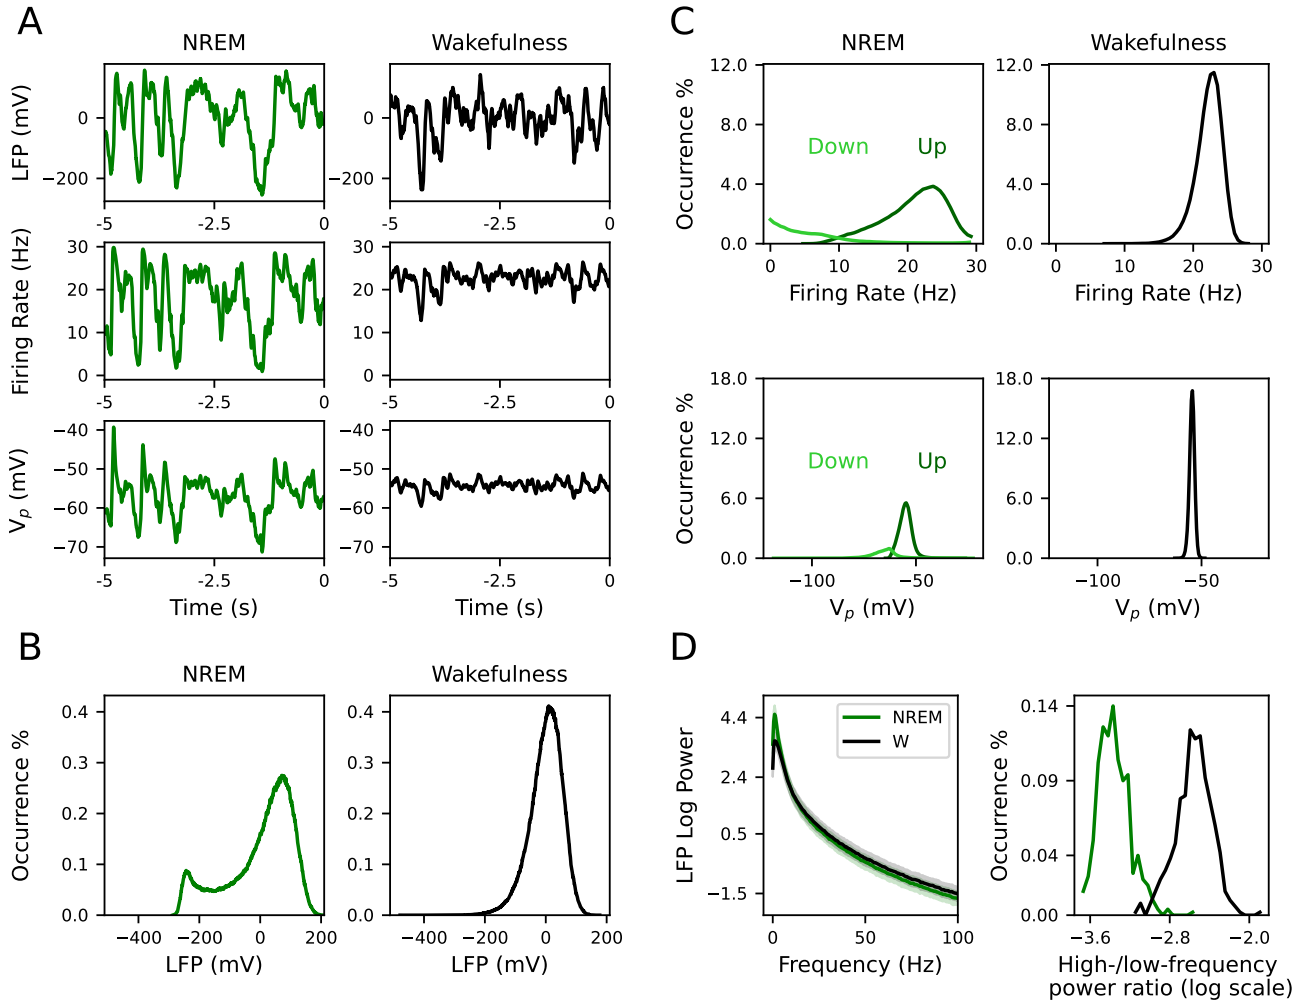 A
NREM
Wakefulness
LFP (mV)
0
−200
-5
-2.5
0
−200
-5
-2.5
0
Firing Rate (Hz)
30
20
10
0
-5
-2.5
0
30
20
10
0
-5
-2.5
0
V_p (mV)
−40
−50
−60
−70
-5
-2.5
0
Time (s)
−40
−50
−60
−70
-5
-2.5
0
Time (s)
B
NREM
Wakefulness
Occurrence %
0.4
0.3
0.2
0.1
0.0
−400
−200
0
200
LFP (mV)
0.4
0.3
0.2
0.1
0.0
−400
−200
0
200
LFP (mV)
C
NREM
Wakefulness
Occurrence %
12.0
8.0
4.0
0.0
Down
Up
0
10
20
30
Firing Rate (Hz)
12.0
8.0
4.0
0.0
0
10
20
30
Firing Rate (Hz)
Occurrence %
18.0
12.0
6.0
0.0
Down
Up
−100
−50
V_p (mV)
18.0
12.0
6.0
0.0
−100
−50
V_p (mV)
D
LFP Log Power
4.4
2.4
0.5
−1.5
NREM
W
0
50
100
Frequency (Hz)
Occurrence %
0.14
0.09
0.04
0.00
−3.6
−2.8
−2.0
High-/low-frequency
power ratio (log scale)